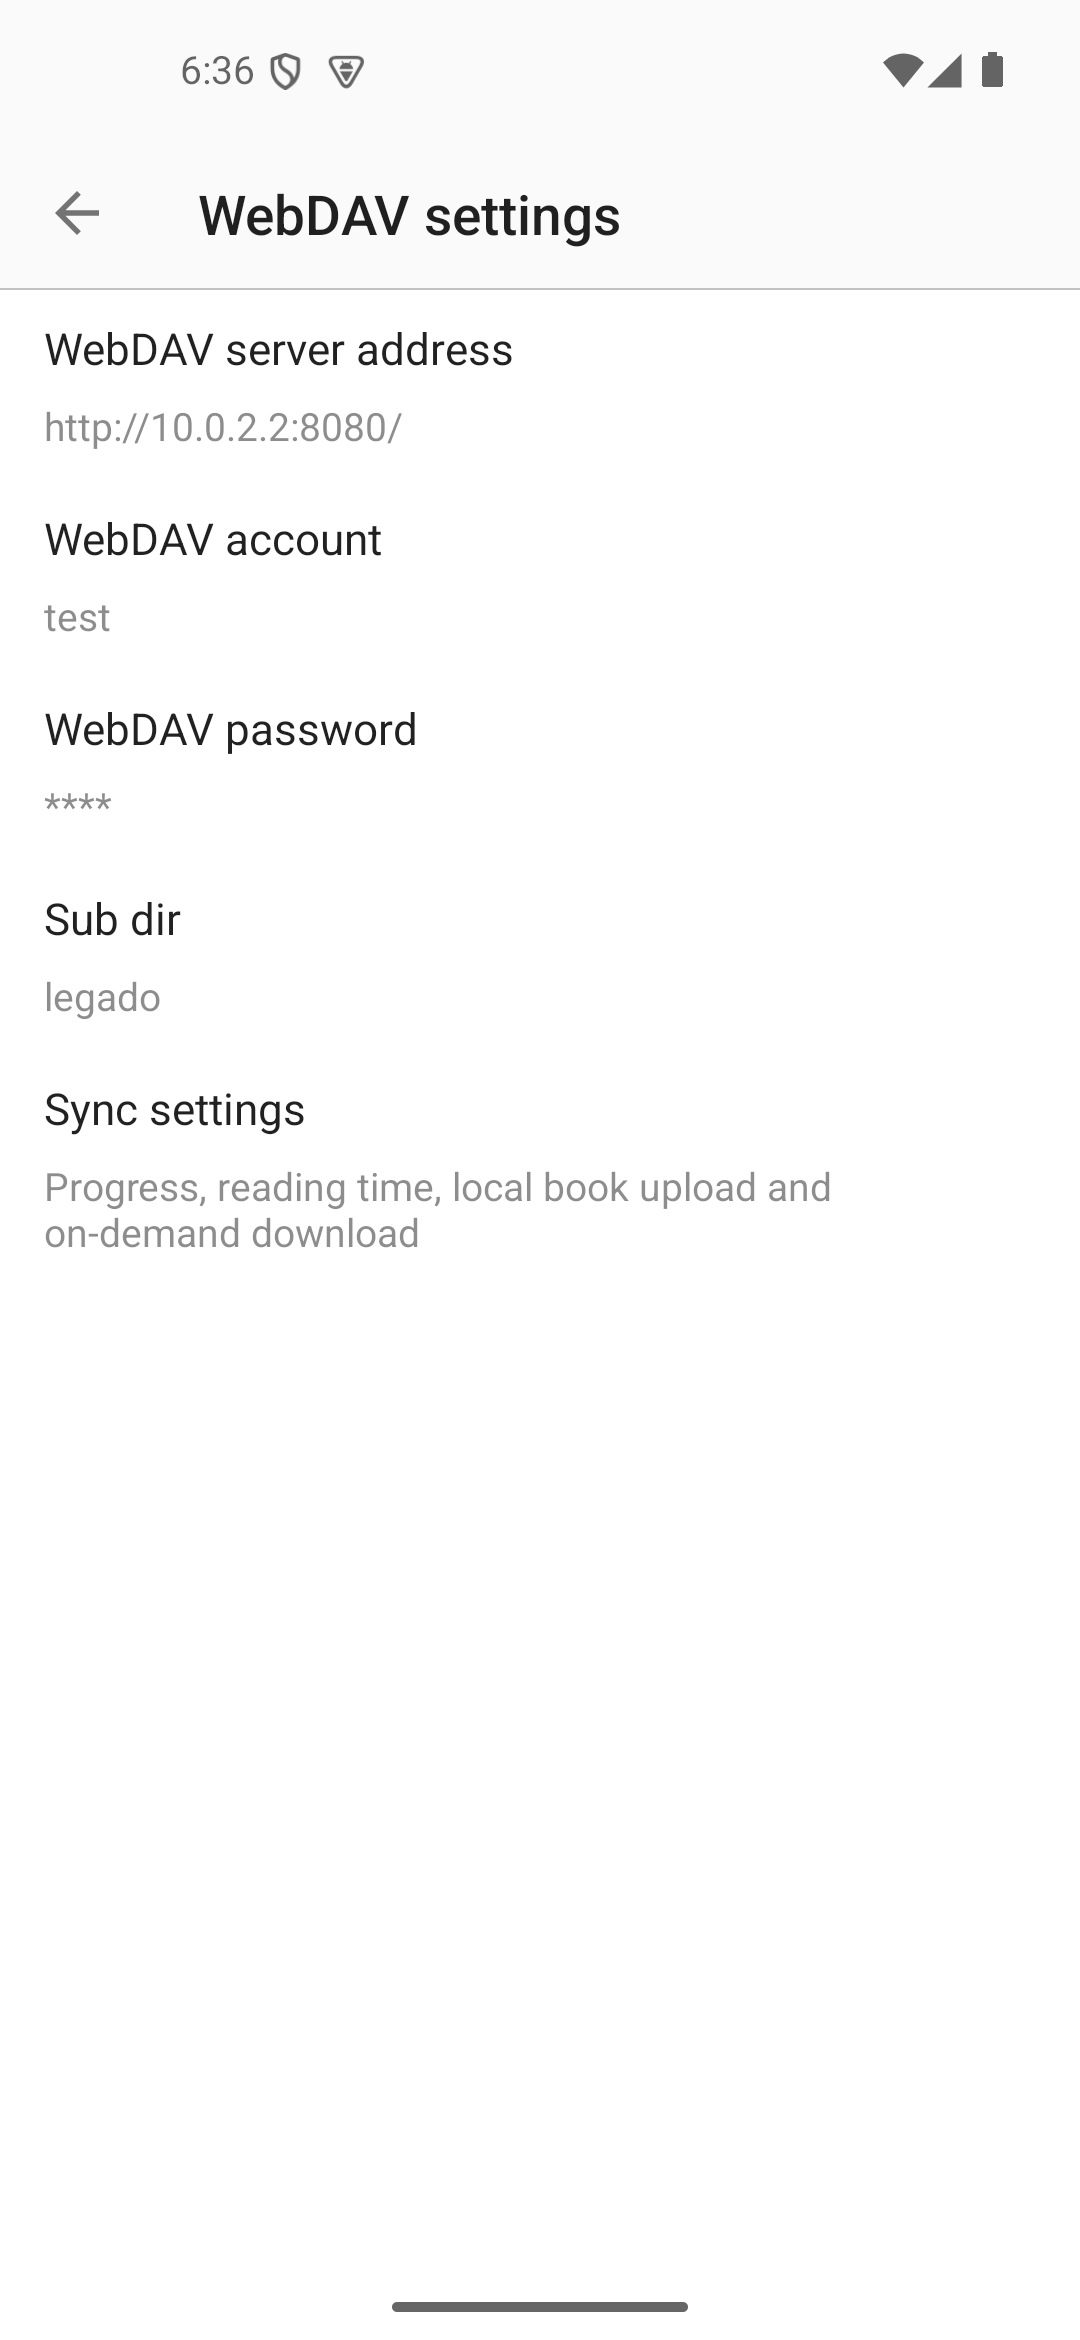 6:36
WebDAV settings
WebDAV server address
http://10.0.2.2:8080/
WebDAV account
test
WebDAV password
****
Sub dir
legado
Sync settings
Progress, reading time, local book upload and
on-demand download